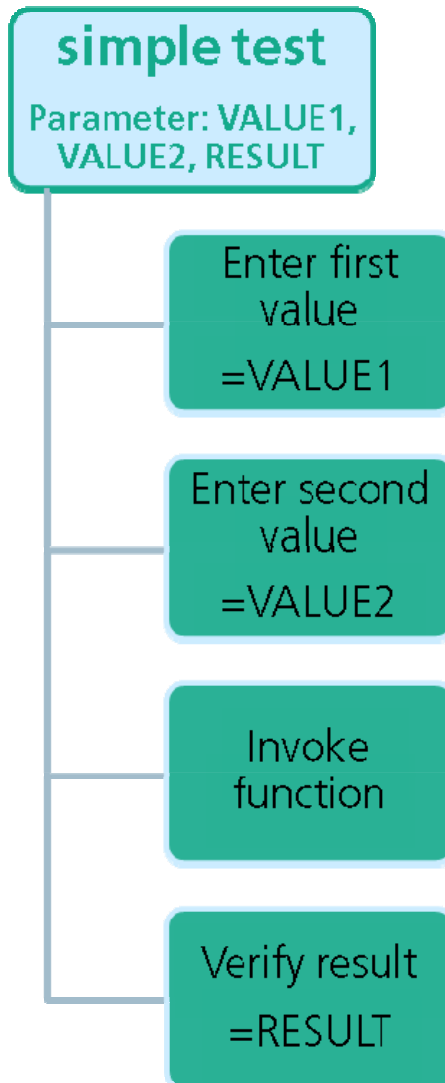 simple test
Parameter: VALUE1,
VALUE2, RESULT
Enter first
value
=VALUE1
Enter second
value
=VALUE2
Invoke
function
Verify result
=RESULT